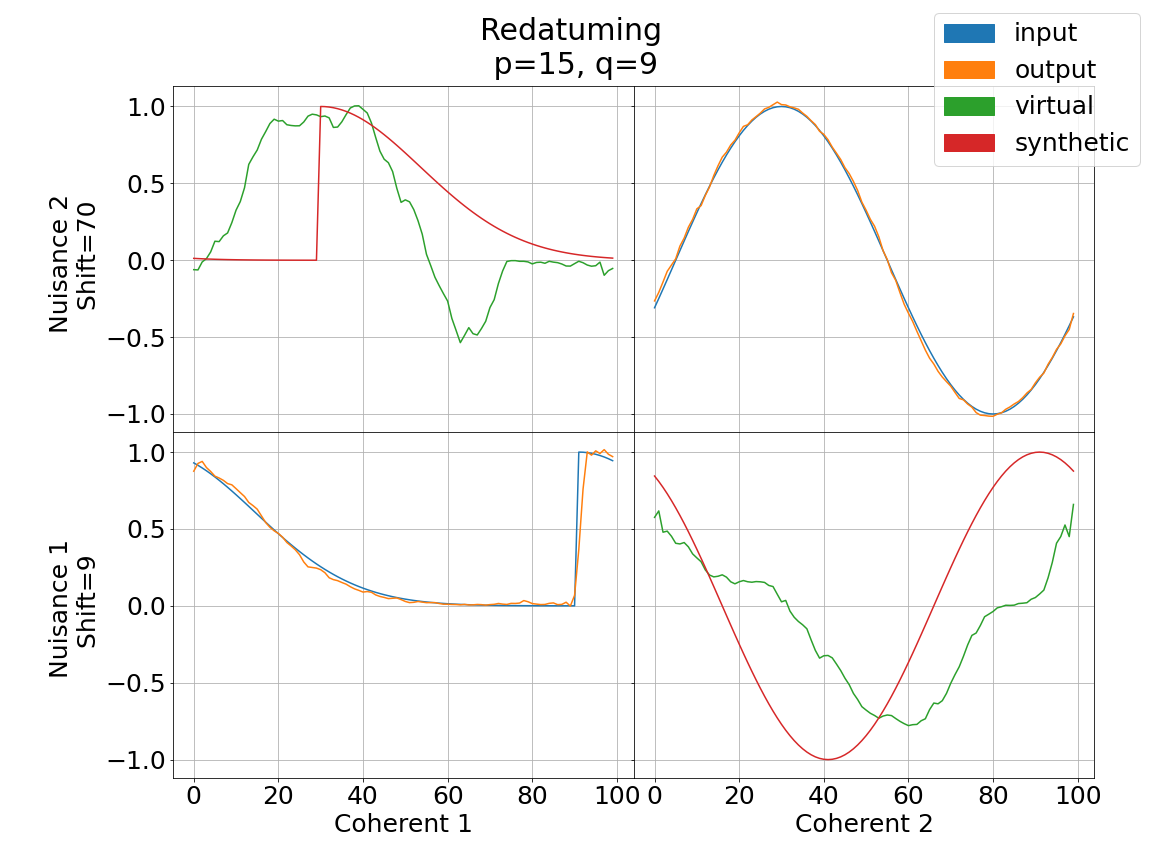 Redatuming
p=15, q=9
input
output
virtual
synthetic
Nuisance 2
Shift=70
1.0
0.5
0.0
−0.5
−1.0
Nuisance 1
Shift=9
1.0
0.5
0.0
−0.5
−1.0
0 20 40 60 80 100
0 20 40 60 80 100
Coherent 1
Coherent 2